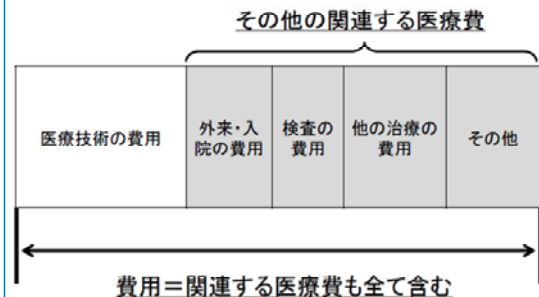 その他の関連する医療費
医療技術の費用
外来・入
院の費用
検査の
費用
他の治療の
費用
その他
費用＝関連する医療費も全て含む